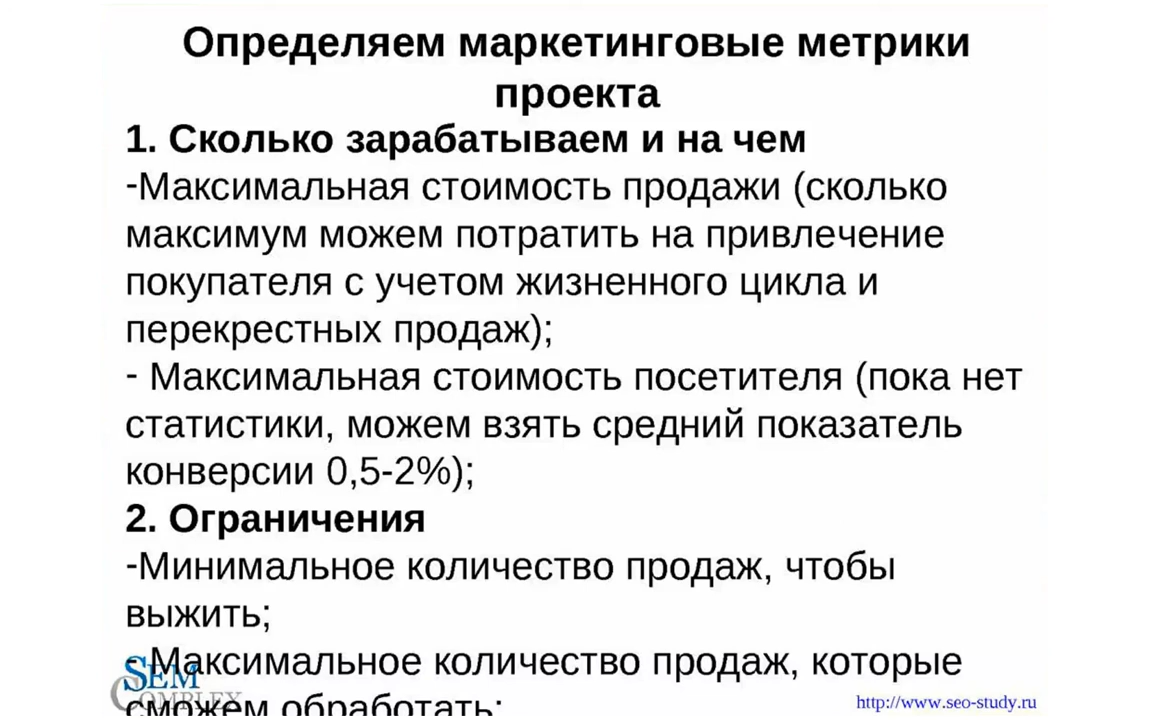 Определяем маркетинговые метрики
проекта
1. Сколько зарабатываем и на чем
-Максимальная стоимость продажи (сколько
максимум можем потратить на привлечение
покупателя с учетом жизненного цикла и
перекрестных продаж);
- Максимальная стоимость посетителя (пока нет
статистики, можем взять средний показатель
конверсии 0,5-2%);
2. Ограничения
-Минимальное количество продаж, чтобы
выжить;
- Максимальное количество продаж, которые
сможем обработать;
SEM
COMPLEX
http://www.seo-study.ru